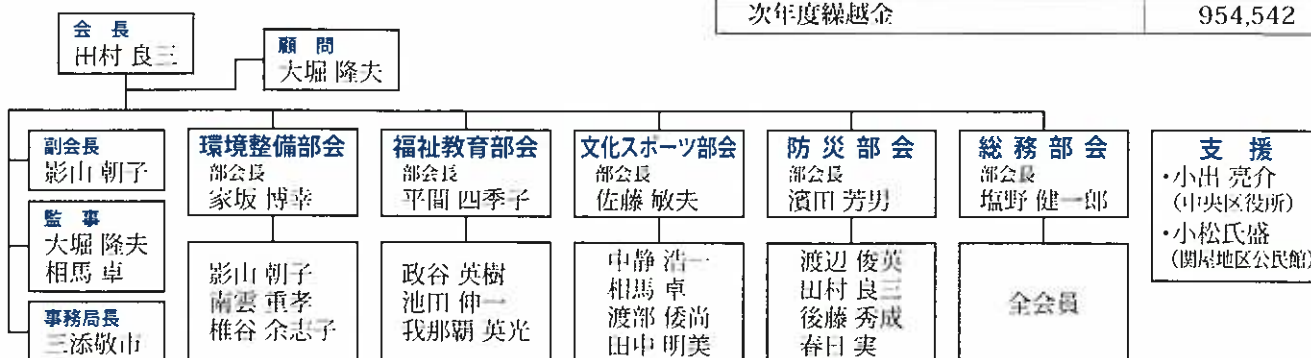 次年度繰越金 954,542
会長
田村 良三
顧問
大堀 隆夫
副会長
影山 朝子
監事
大堀 隆夫
相馬 卓
事務局長
三添敬市
環境整備部会
部会長
家坂 博幸
影山 朝子
南雲 重孝
椎谷 余志子
福祉教育部会
部会長
平間 四季子
政谷 英樹
池田 伸一
我那覇 英光
文化スポーツ部会
部会長
佐藤 敏夫
中静 浩一
相馬 卓
渡部 倭尚
田中 明美
防災部会
部会長
濱田 芳男
渡辺 俊英
田村 良三
後藤 秀成
春日 実
総務部会
部会長
塩野 健一郎
全会員
支援
・小出 亮介
(中央区役所)
・小松氏盛
(関屋地区公民館)